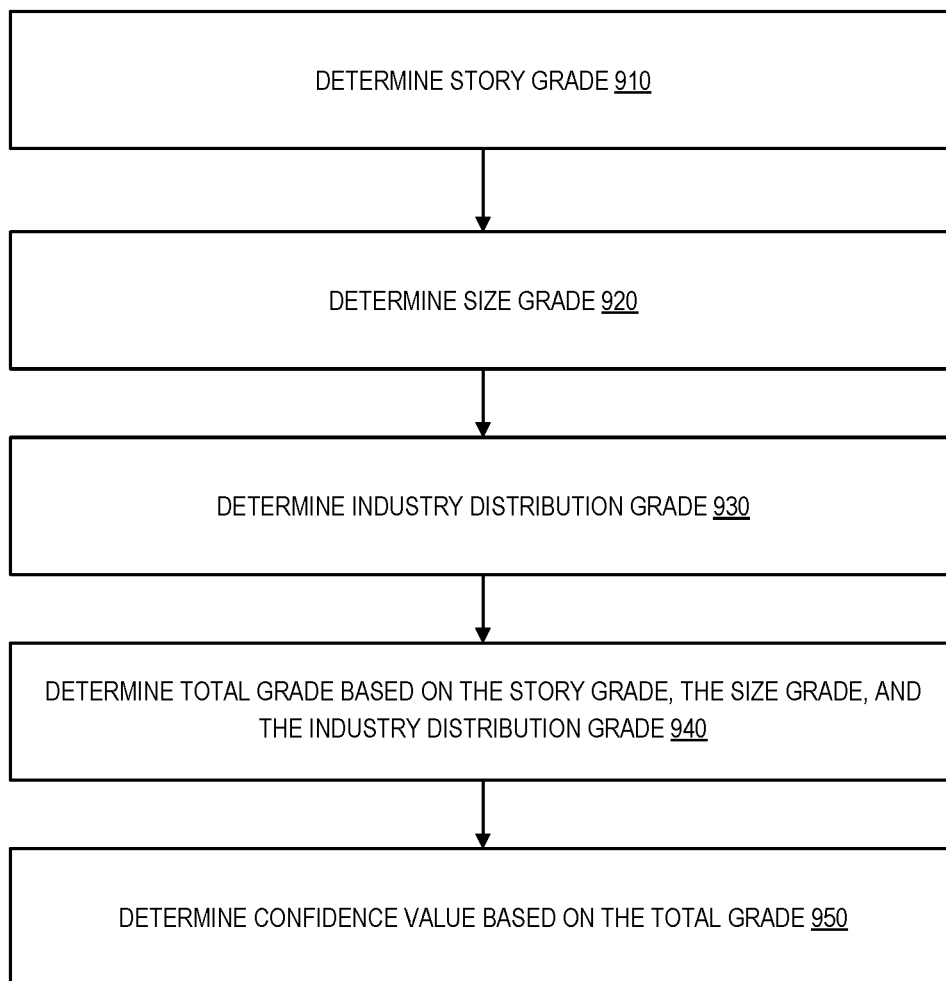 DETERMINE STORY GRADE 910
DETERMINE SIZE GRADE 920
DETERMINE INDUSTRY DISTRIBUTION GRADE 930
DETERMINE TOTAL GRADE BASED ON THE STORY GRADE, THE SIZE GRADE, AND
THE INDUSTRY DISTRIBUTION GRADE 940
DETERMINE CONFIDENCE VALUE BASED ON THE TOTAL GRADE 950